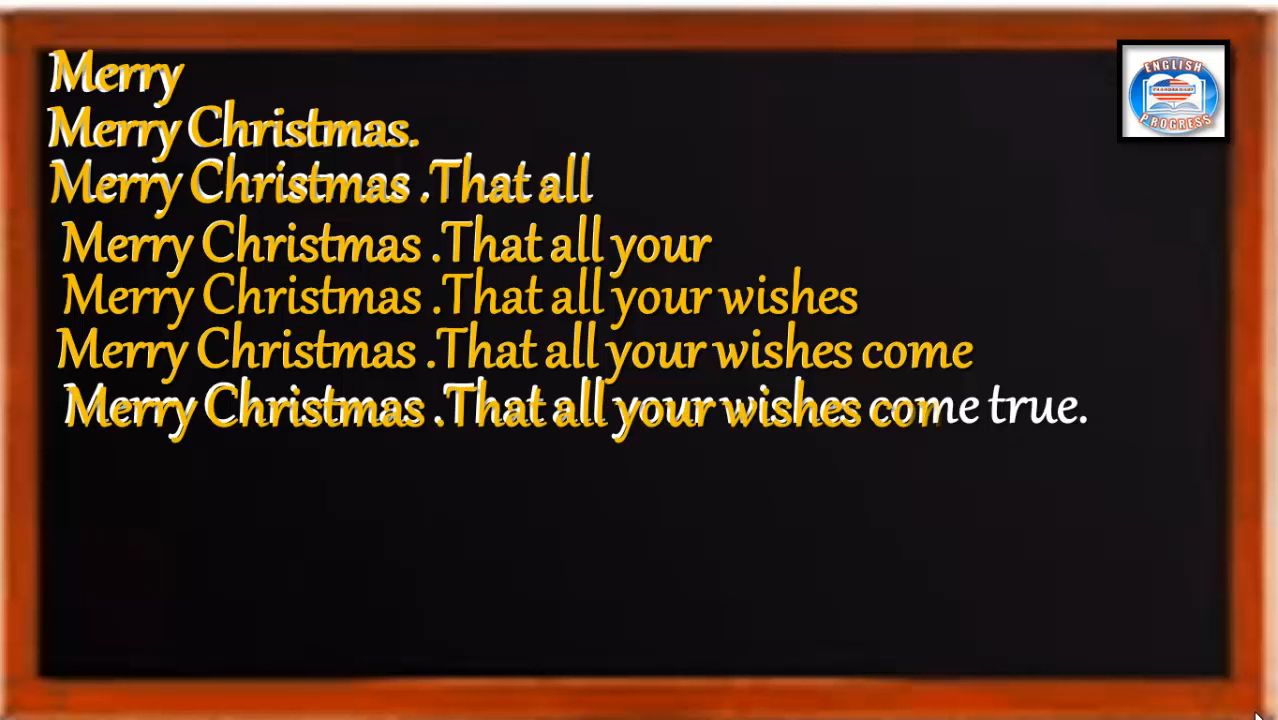 Merry
Merry Christmas.
Merry Christmas .That all
Merry Christmas .That all your
Merry Christmas .That all your wishes
Merry Christmas .That all your wishes come
Merry Christmas .That all your wishes come true.
ENGLISH
PROGRESS